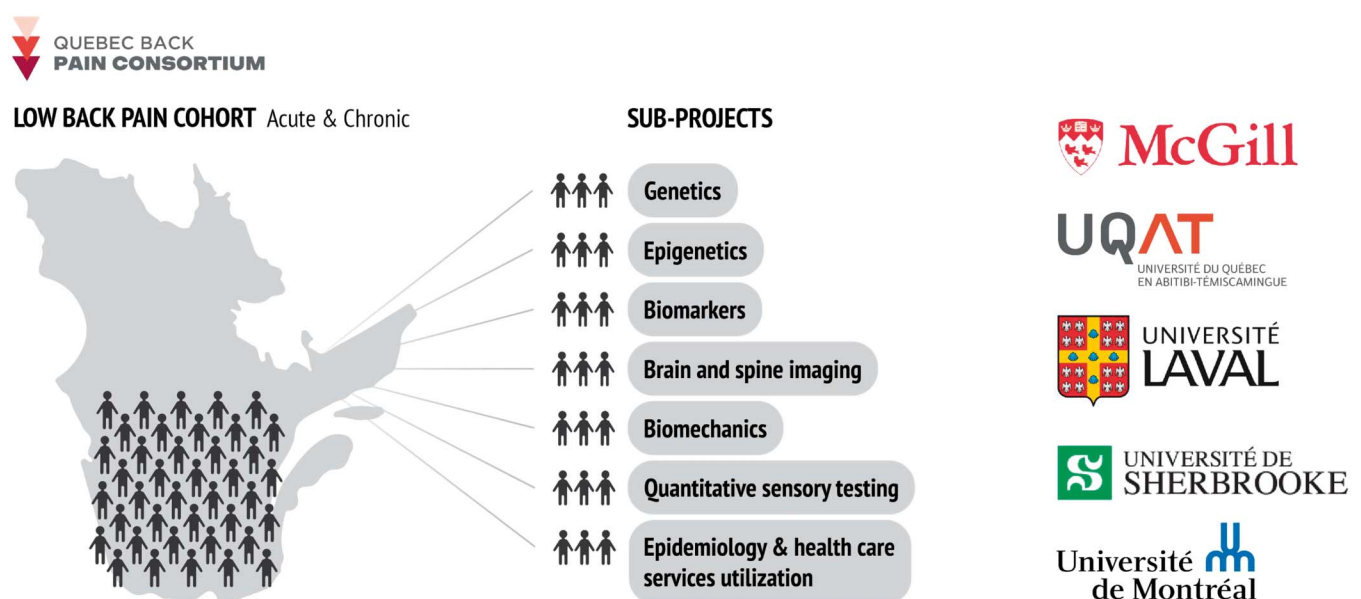 QUEBEC BACK
PAIN CONSORTIUM
LOW BACK PAIN COHORT Acute & Chronic
SUB-PROJECTS
Genetics
Epigenetics
Biomarkers
Brain and spine imaging
Biomechanics
Quantitative sensory testing
Epidemiology & health care
services utilization
McGill
UQAT
UNIVERSITÉ DU QUÉBEC
EN ABITIBI-TÉMISCAMINGUE
UNIVERSITÉ
LAVAL
UNIVERSITÉ DE
SHERBROOKE
Université
de Montréal